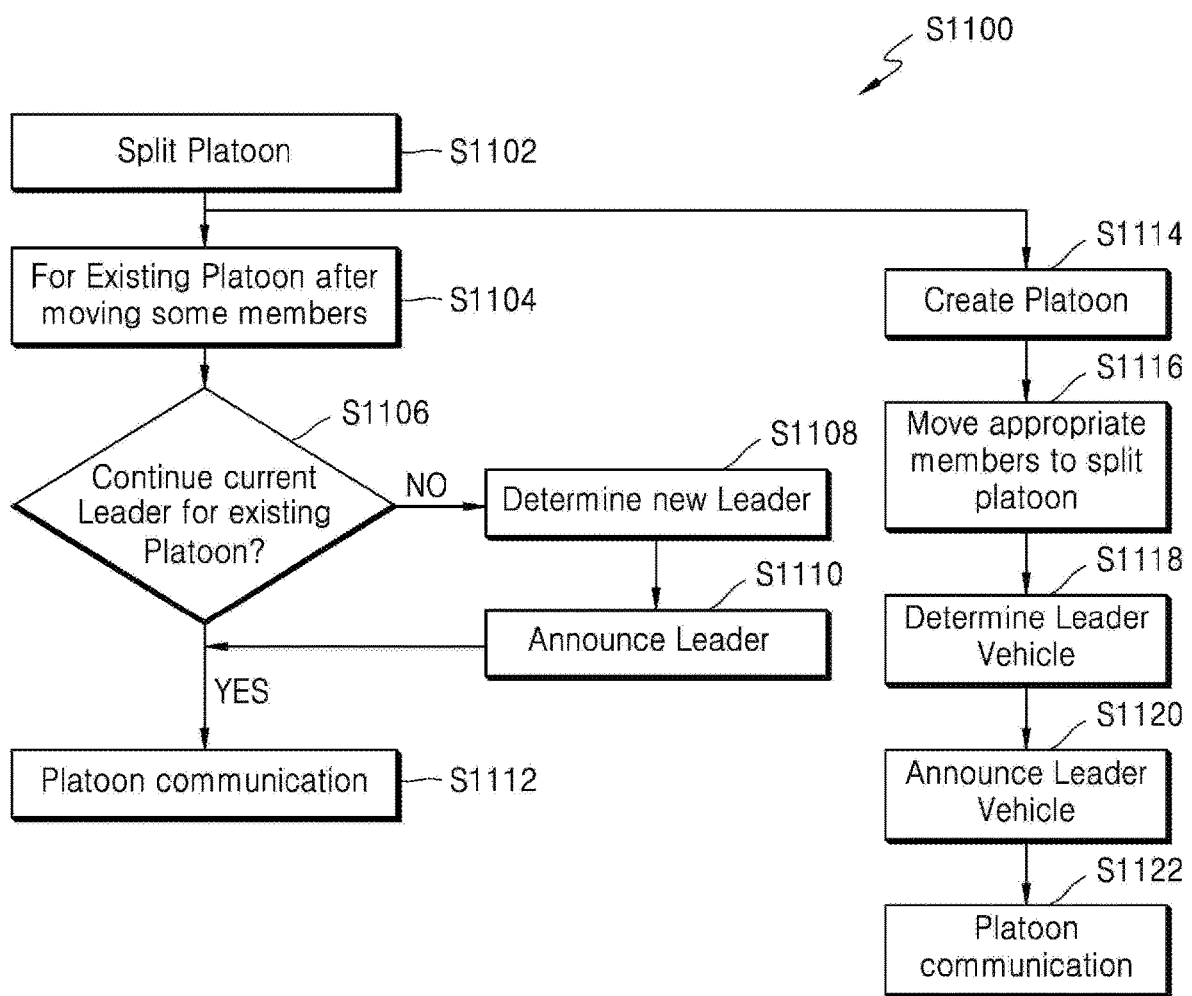 S1100
Split Platoon
S1102
For Existing Platoon after
moving some members
S1104
S1106
Continue current
Leader for existing
Platoon?
NO
YES
S1108
Determine new Leader
S1110
Announce Leader
Platoon communication
S1112
S1114
Create Platoon
S1116
Move appropriate
members to split
platoon
S1118
Determine Leader
Vehicle
S1120
Announce Leader
Vehicle
S1122
Platoon
communication